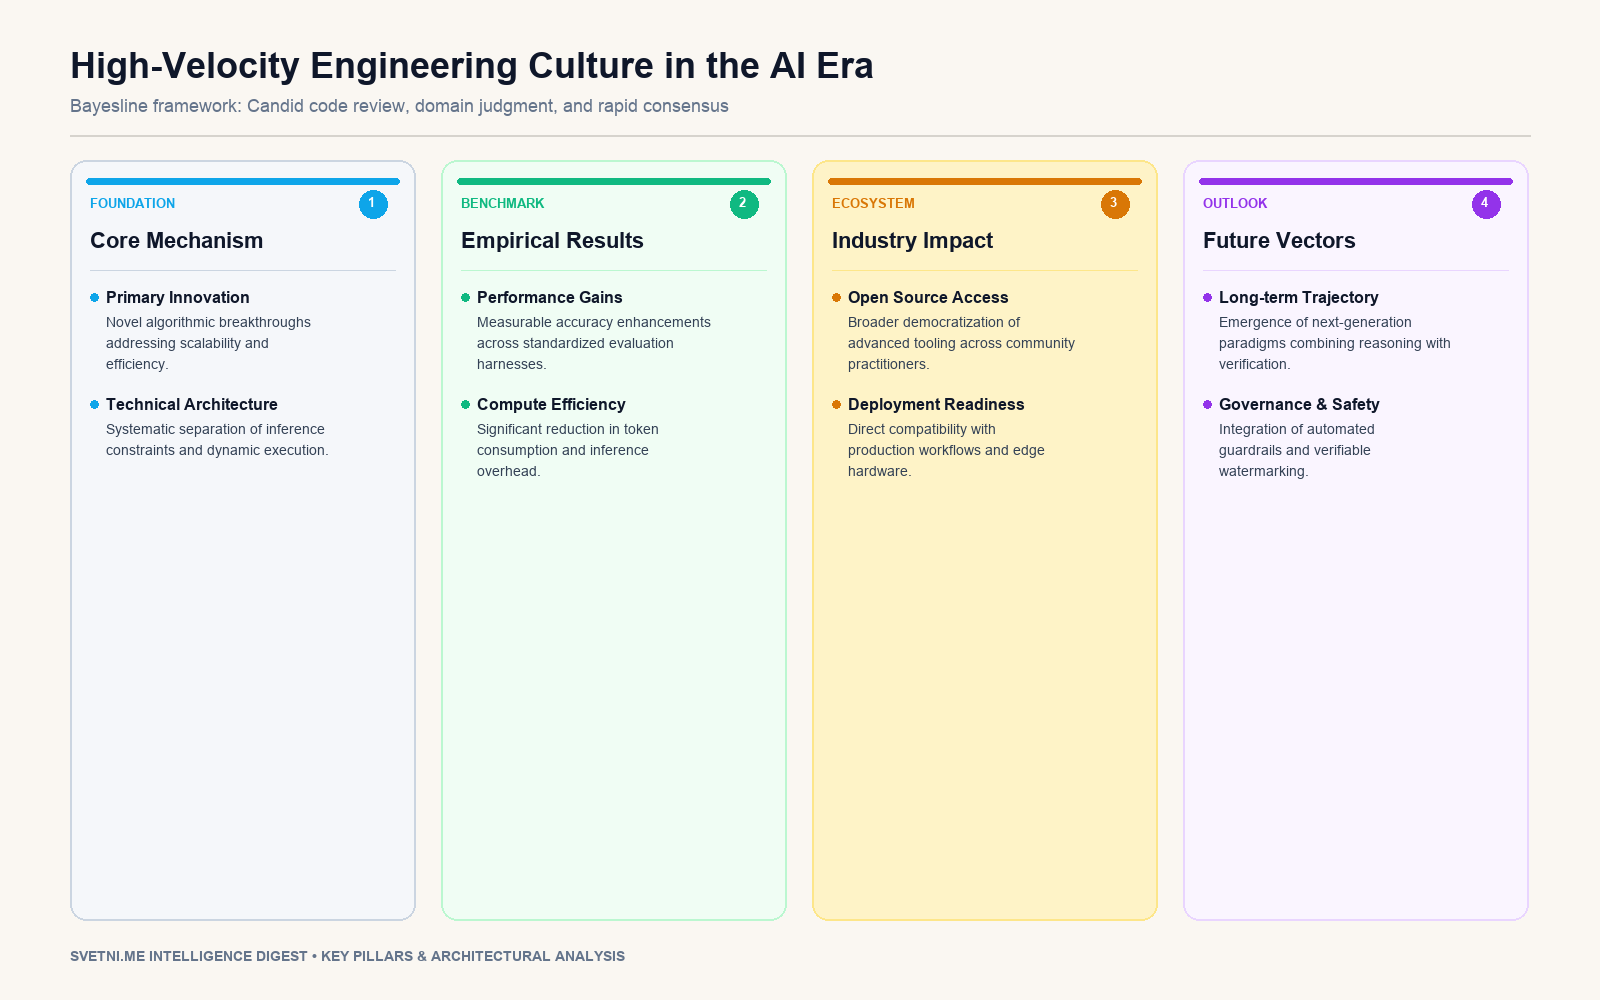 High-Velocity Engineering Culture in the AI Era
Bayesline framework: Candid code review, domain judgment, and rapid consensus
FOUNDATION
1
Core Mechanism
Primary Innovation
Novel algorithmic breakthroughs
addressing scalability and
efficiency.
Technical Architecture
Systematic separation of inference
constraints and dynamic execution.
BENCHMARK
2
Empirical Results
Performance Gains
Measurable accuracy enhancements
across standardized evaluation
harnesses.
Compute Efficiency
Significant reduction in token
consumption and inference
overhead.
ECOSYSTEM
3
Industry Impact
Open Source Access
Broader democratization of
advanced tooling across community
practitioners.
Deployment Readiness
Direct compatibility with
production workflows and edge
hardware.
OUTLOOK
4
Future Vectors
Long-term Trajectory
Emergence of next-generation
paradigms combining reasoning with
verification.
Governance & Safety
Integration of automated
guardrails and verifiable
watermarking.
SVETNI.ME INTELLIGENCE DIGEST • KEY PILLARS & ARCHITECTURAL ANALYSIS